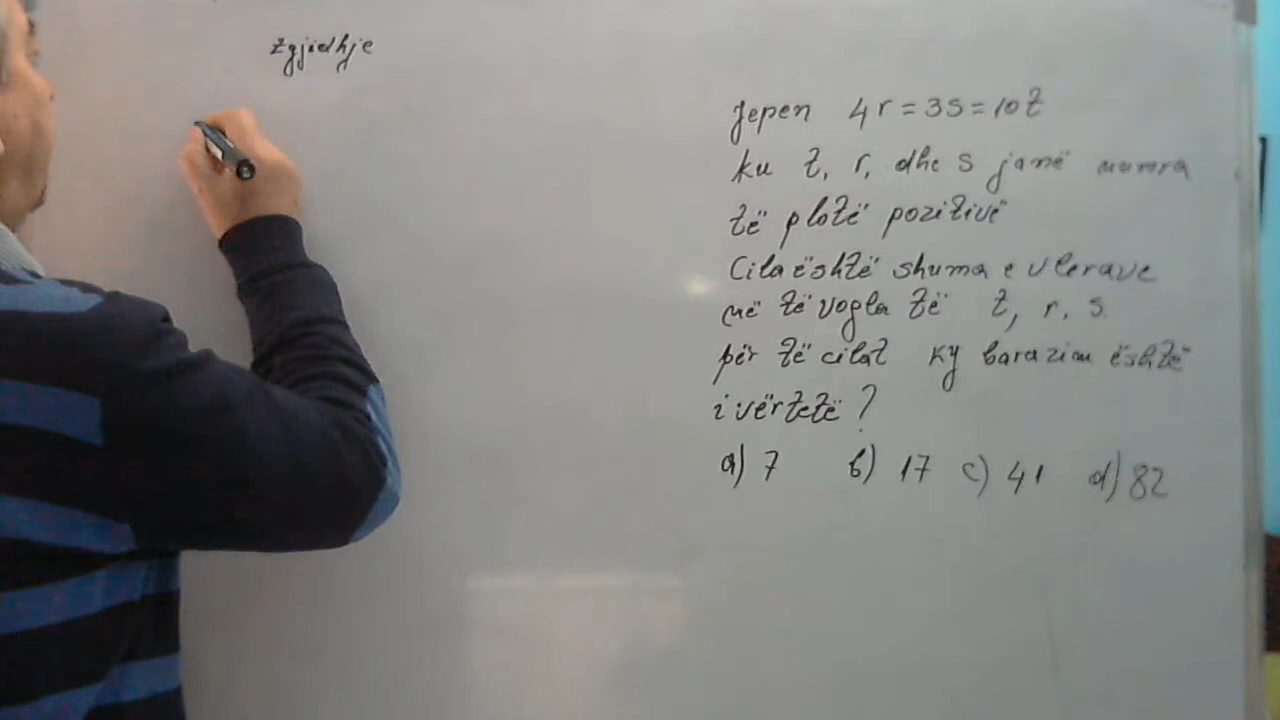 Zgjidhje
Jepen 4r = 3s = 10t
ku t, r, dhe s janë numra
të plotë pozitivë
Cila është shuma e vlerave
më të vogla të t, r, s
për të cilat ky barazim është
i vërtetë?
a) 7 b) 17 c) 41 d) 82